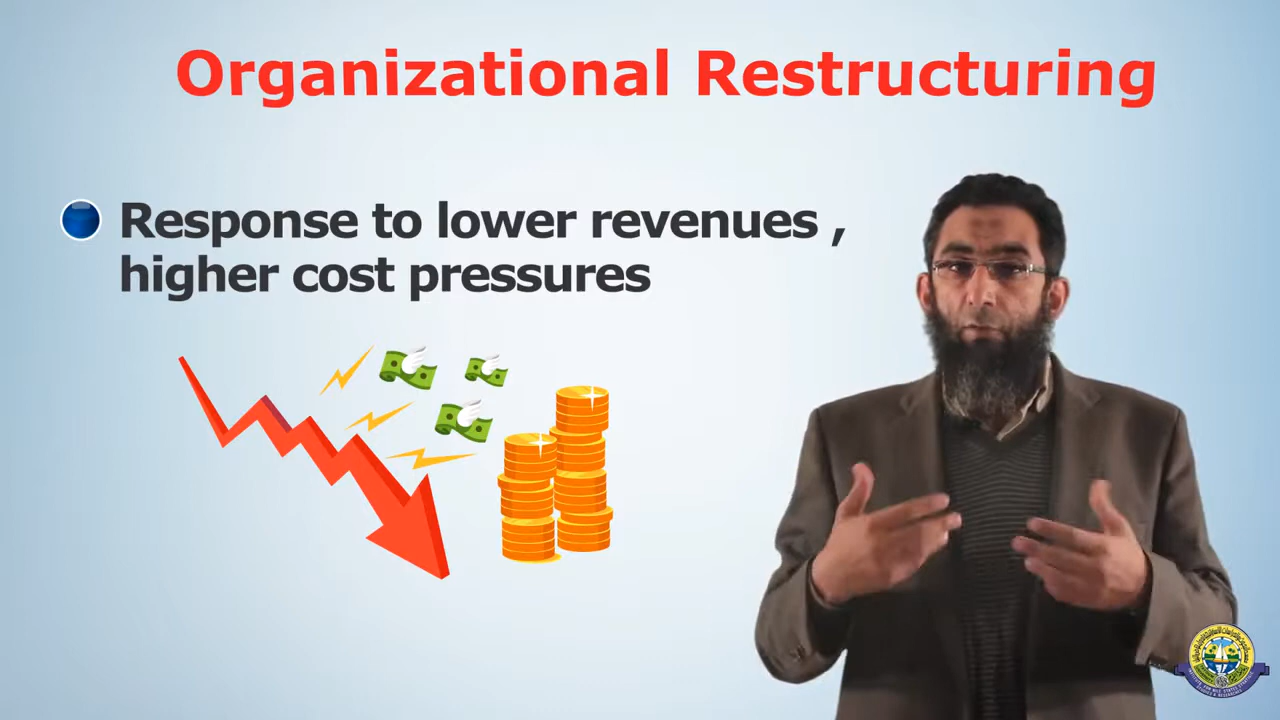 Organizational Restructuring
Response to lower revenues ,
higher cost pressures